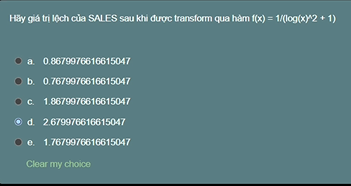 Hãy giá trị lệch của SALES sau khi được transform qua hàm f(x) = 1/(log(x)^2 + 1)
a. 0.8679976616615047
b. 0.7679976616615047
c. 1.8679976616615047
d. 2.679976616615047
e. 1.7679976616615047
Clear my choice